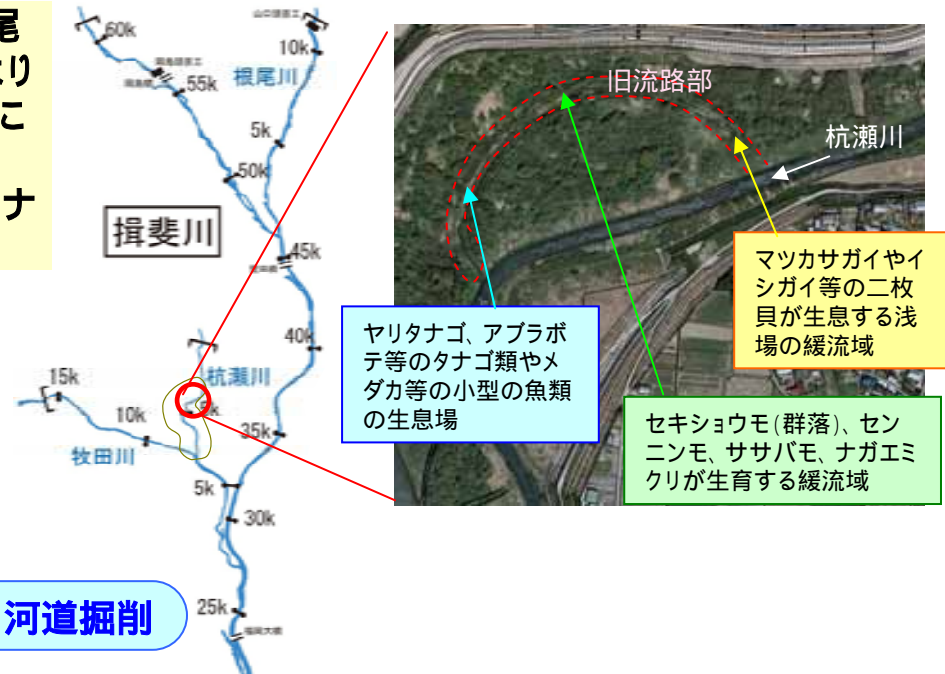 尾
り
こ
ナ
60k
10k
根尾川
55k
5k
50k
揖斐川
45k
40k
15k
杭瀬川
10k
5k
35k
牧田川
5k
30k
25k
河道掘削
旧流路部
杭瀬川
マツカサガイやイ
シガイ等の二枚
貝が生息する浅
場の緩流域
ヤリタナゴ、アブラボ
テ等のタナゴ類やメ
ダカ等の小型の魚類
の生息場
セキショウモ(群落)、セン
ニンモ、ササバモ、ナガエミ
クリが生育する緩流域